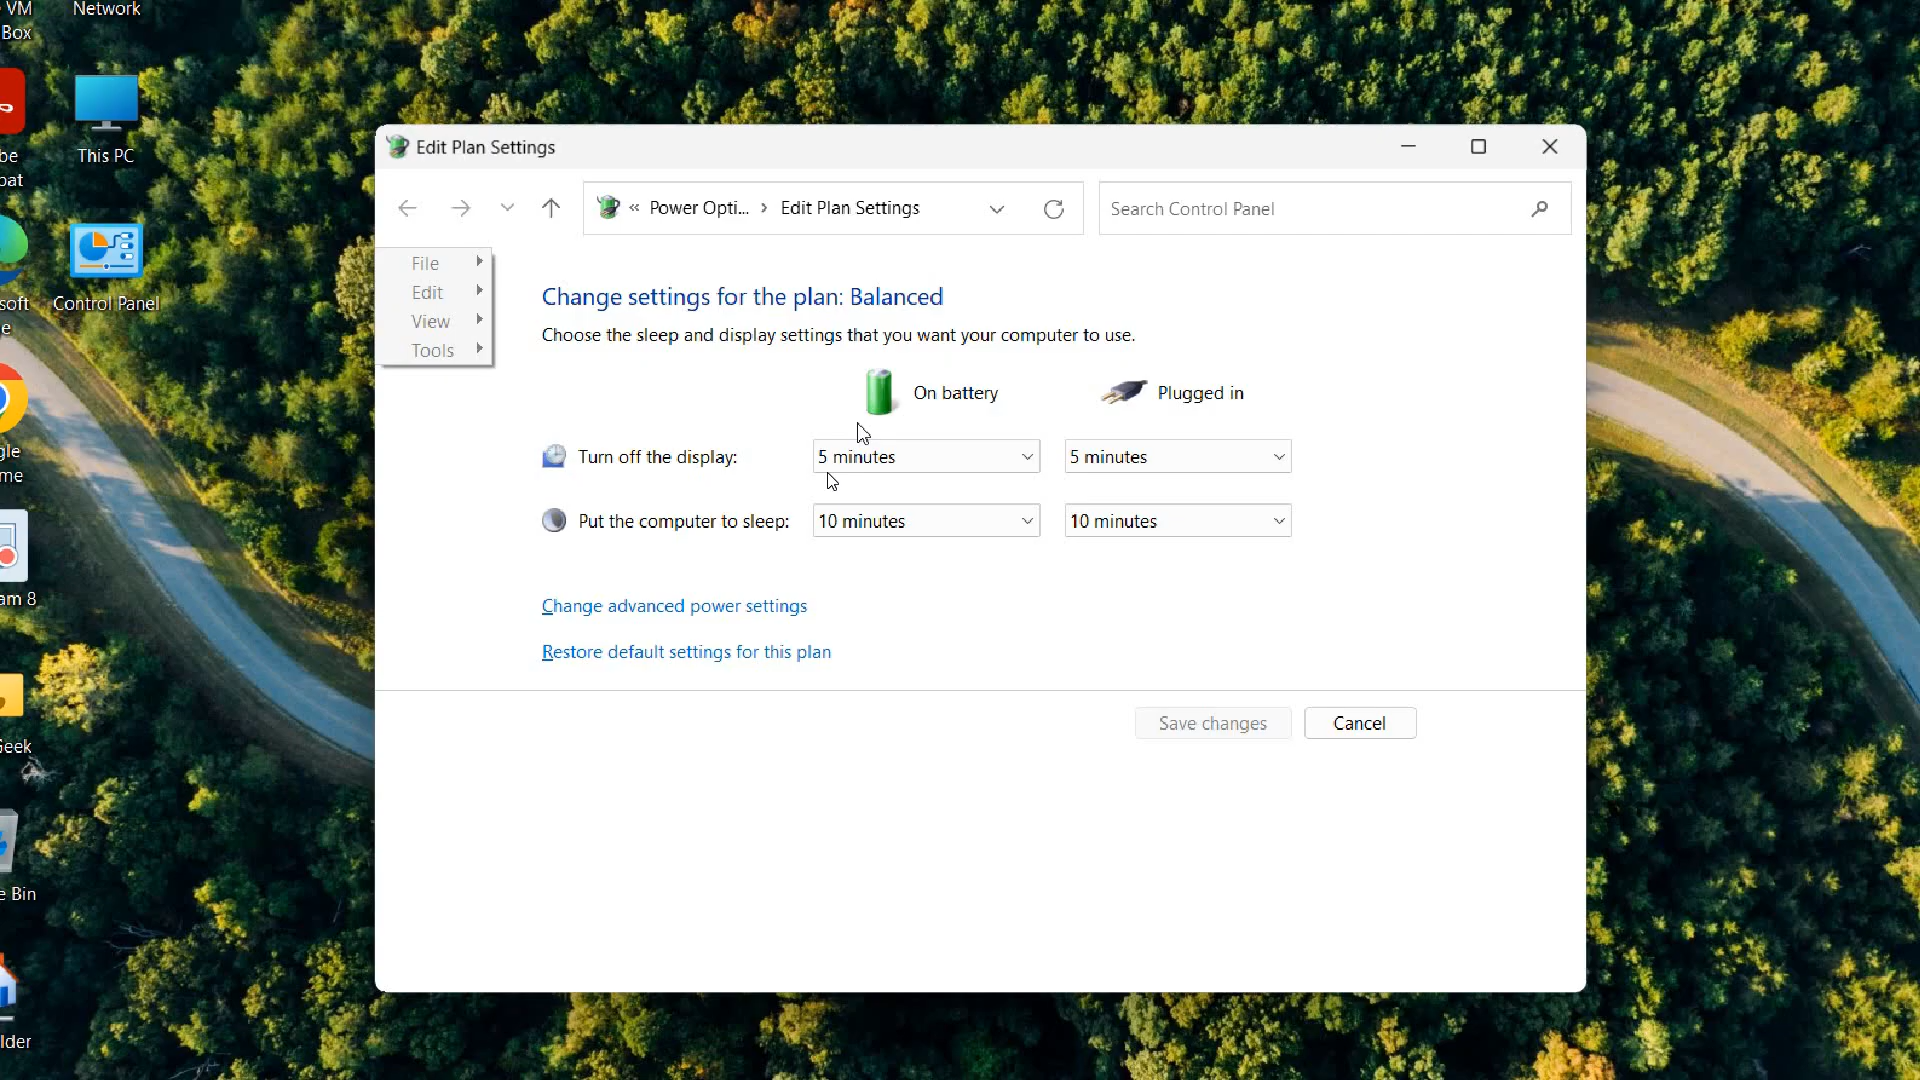 VM
Box
Network
This PC
Control Panel
Edit Plan Settings
« Power Opti... > Edit Plan Settings
Search Control Panel
File
Edit
View
Tools
Change settings for the plan: Balanced
Choose the sleep and display settings that you want your computer to use.
On battery
Plugged in
Turn off the display:
5 minutes
5 minutes
Put the computer to sleep:
10 minutes
10 minutes
Change advanced power settings
Restore default settings for this plan
Save changes
Cancel
be
bat
soft
e
gle
me
am 8
Geek
e Bin
lder